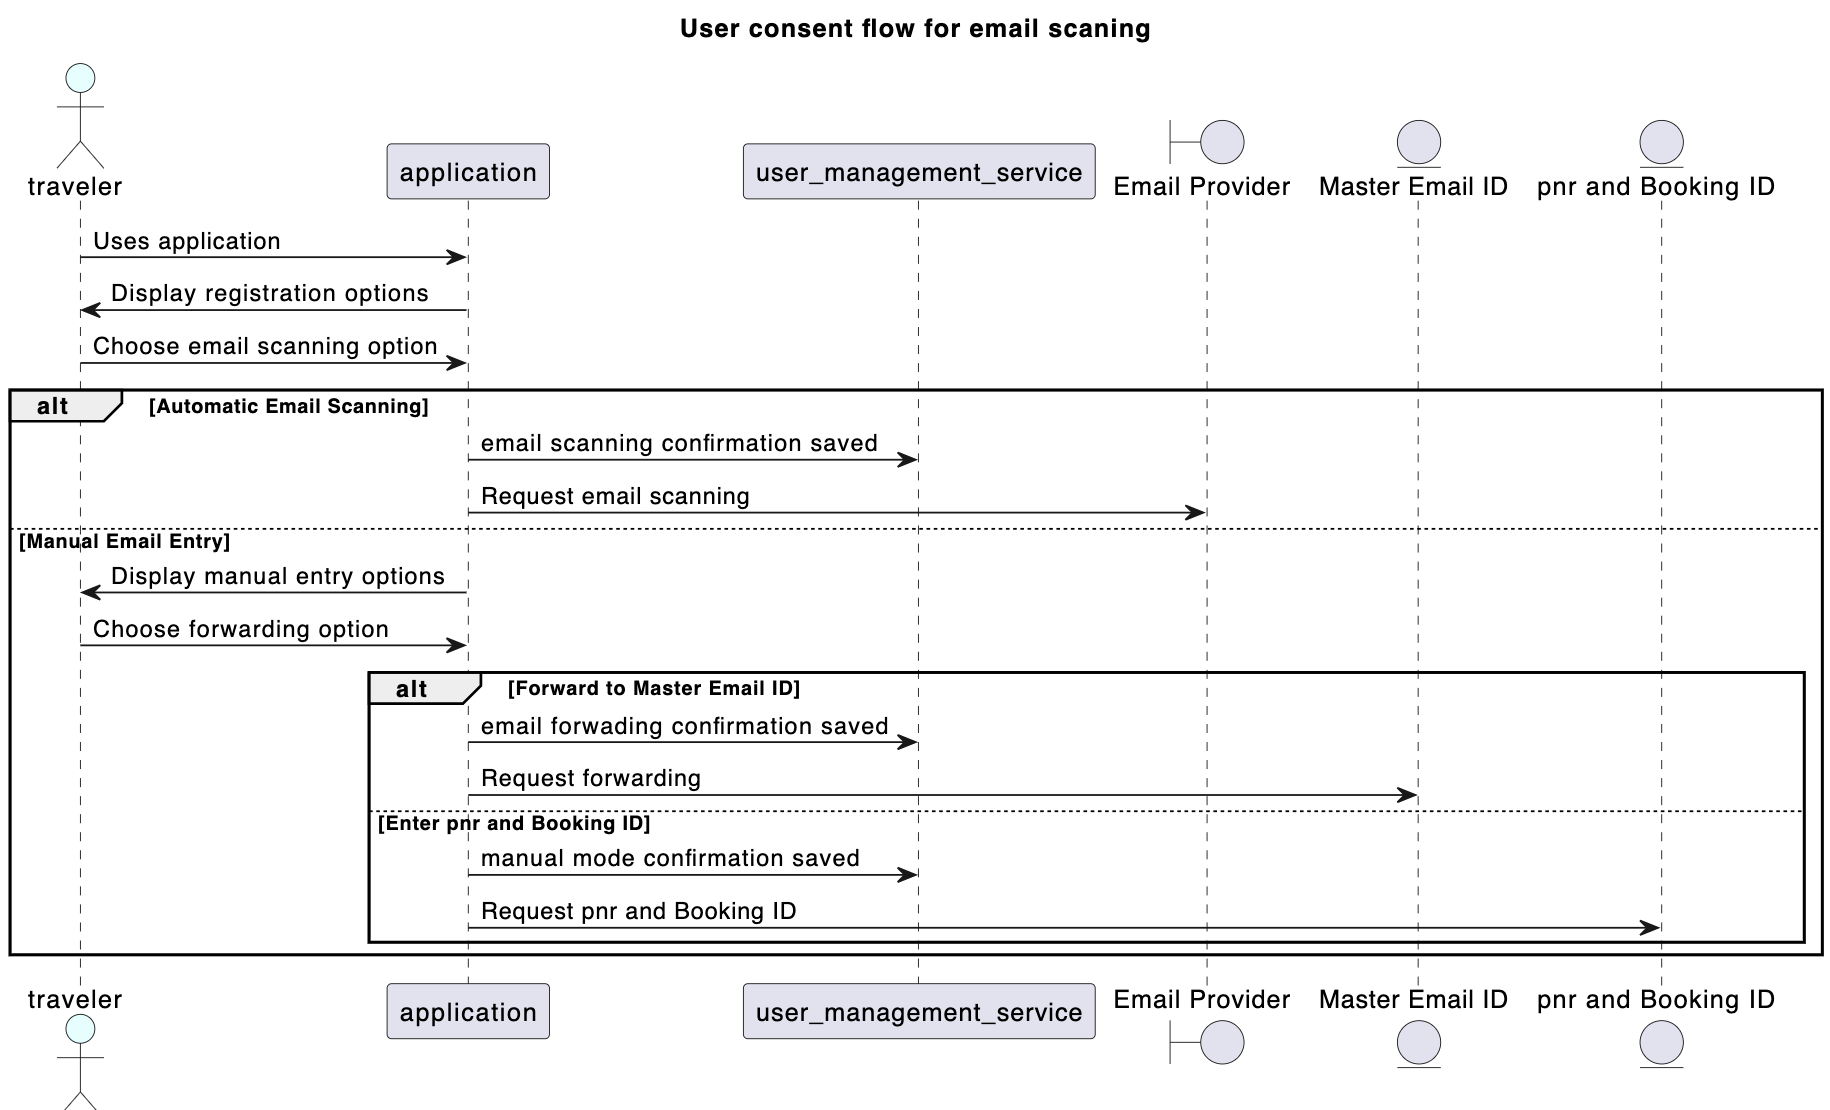 User consent flow for email scaning
traveler
application
user_management_service
Email Provider
Master Email ID
pnr and Booking ID
Uses application
Display registration options
Choose email scanning option
alt
[Automatic Email Scanning]
email scanning confirmation saved
Request email scanning
[Manual Email Entry]
Display manual entry options
Choose forwarding option
alt
[Forward to Master Email ID]
email forwading confirmation saved
Request forwarding
[Enter pnr and Booking ID]
manual mode confirmation saved
Request pnr and Booking ID
traveler
application
user_management_service
Email Provider
Master Email ID
pnr and Booking ID